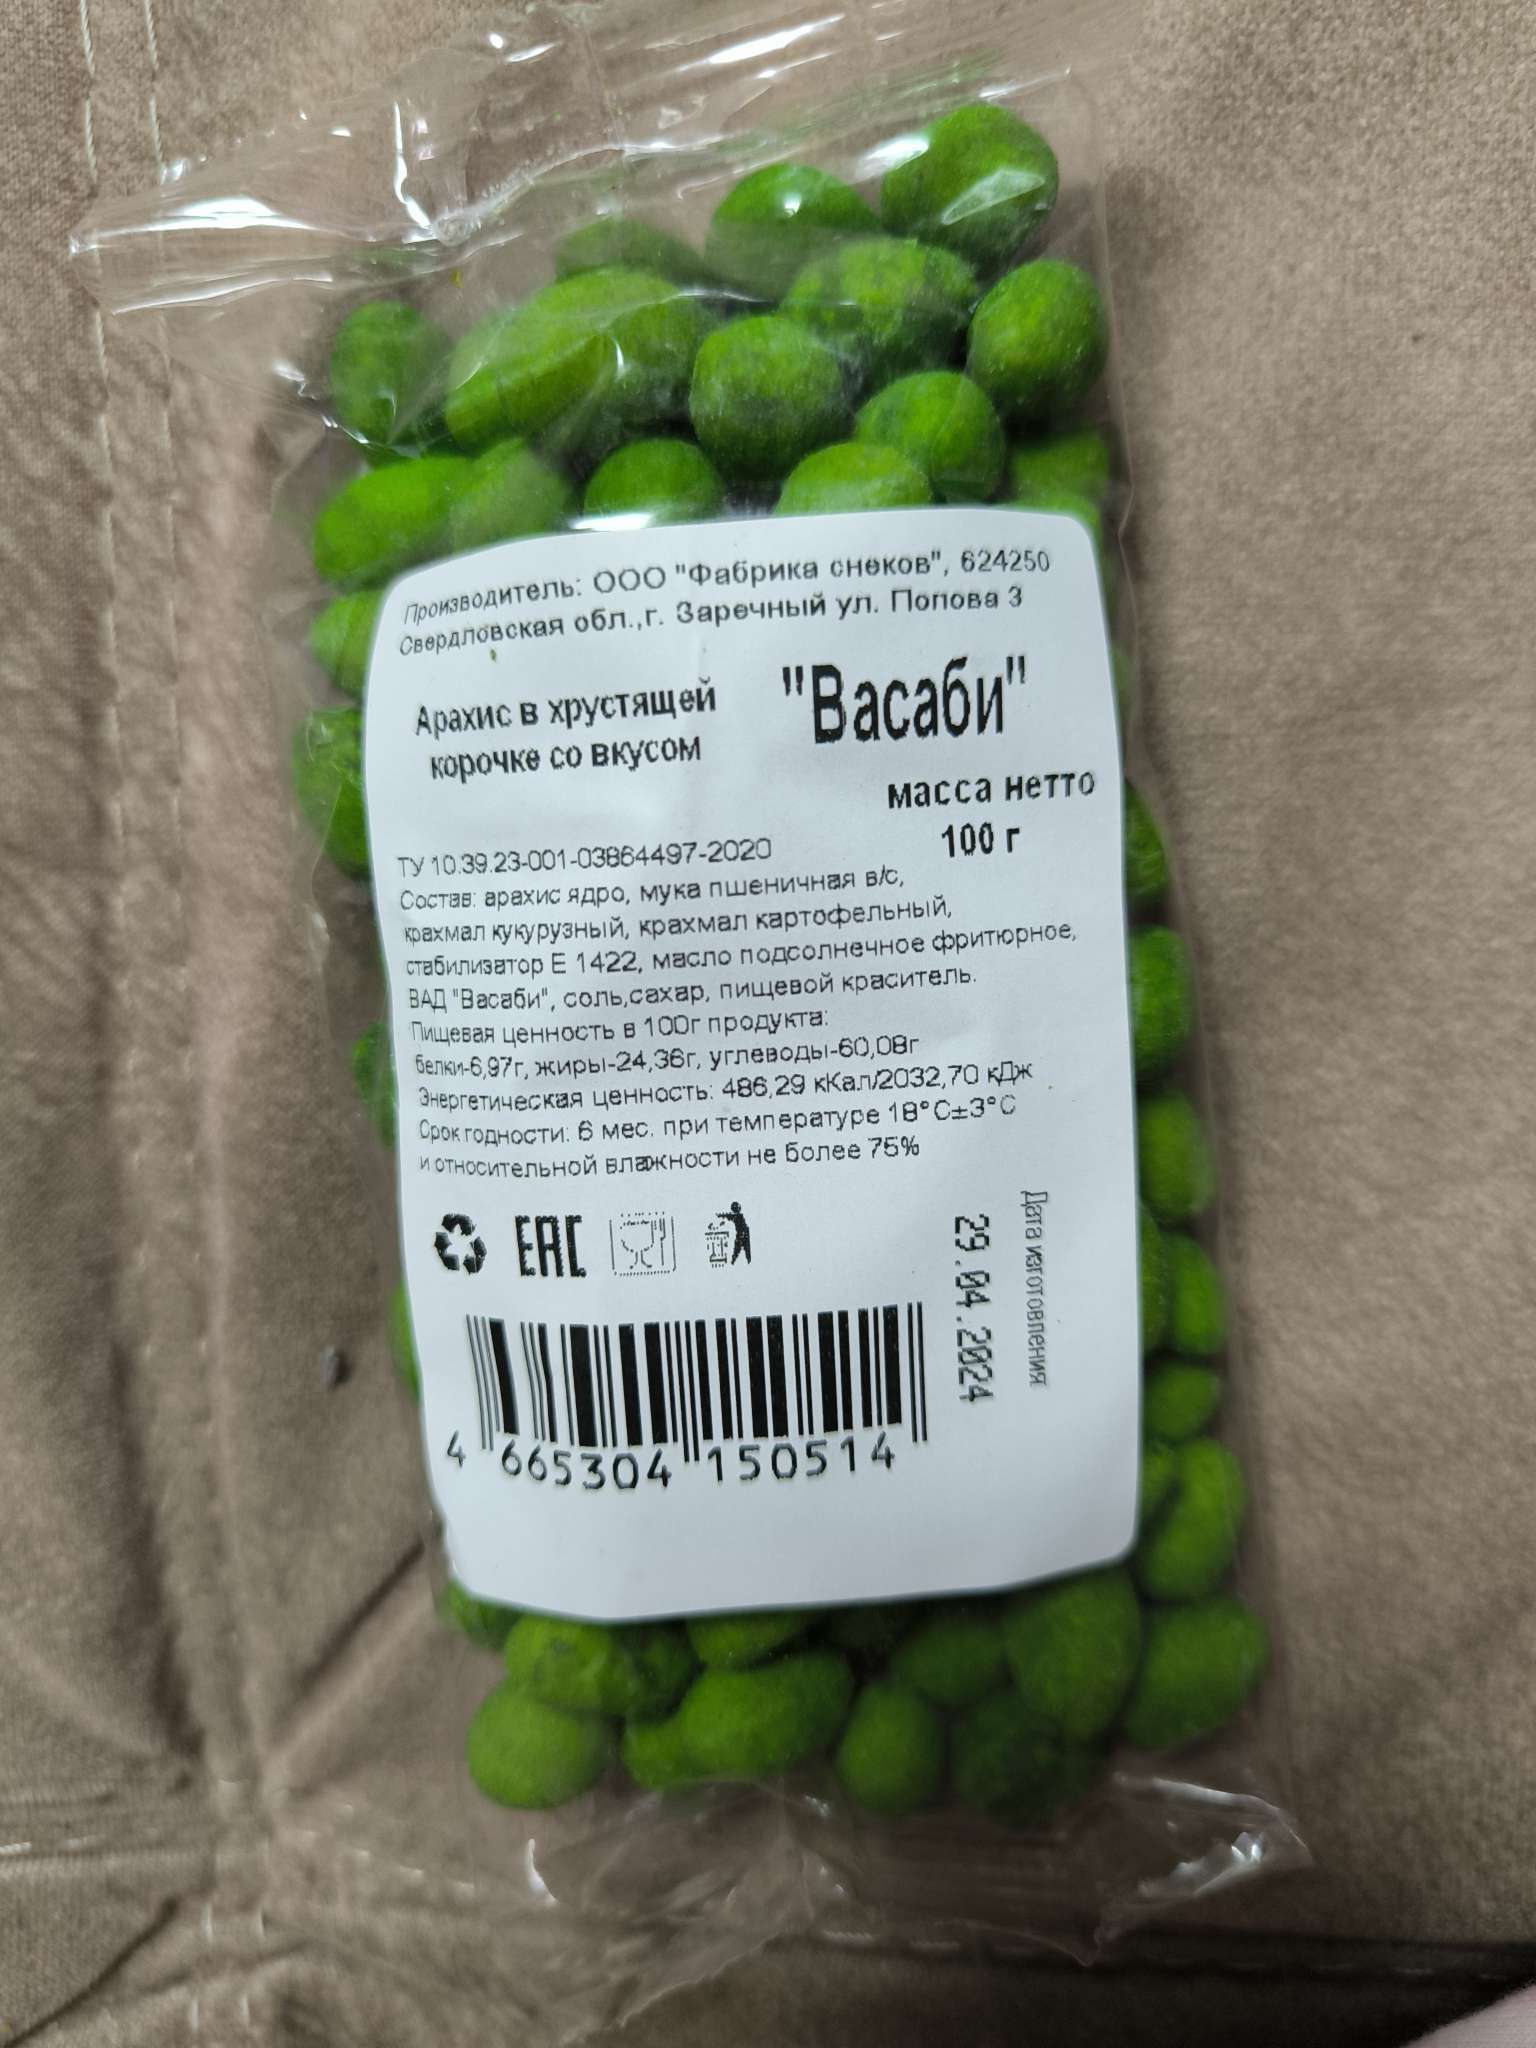 Производитель: ООО "Фабрика снеков", 624250
Свердловская обл.,г. Заречный ул. Попова 3
Арахис в хрустящей
корочке со вкусом
"Васаби"
масса нетто
100 г
ТУ 10.39.23-001-03864497-2020
Состав: арахис ядро, мука пшеничная в/с,
крахмал кукурузный, крахмал картофельный,
стабилизатор Е 1422, масло подсолнечное фритюрное,
ВАД "Васаби", соль,сахар, пищевой краситель.
Пищевая ценность в 100г продукта:
белки-6,97г, жиры-24,36г, углеводы-60,08г
Энергетическая ценность: 486,29 кКал/2032,70 кДж
Срок годности: 6 мес. при температуре 18°С±3°С
и относительной влажности не более 75%
ЕАС
Дата изготовления
29.04.2024
4 665304 150514